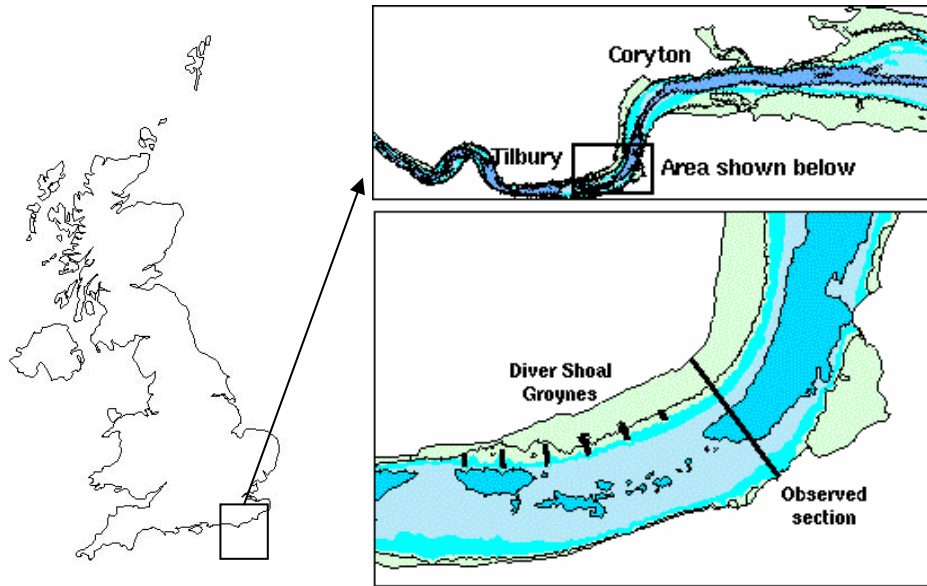 Coryton
Tilbury
Area shown below
Diver Shoal
Groynes
Observed
section